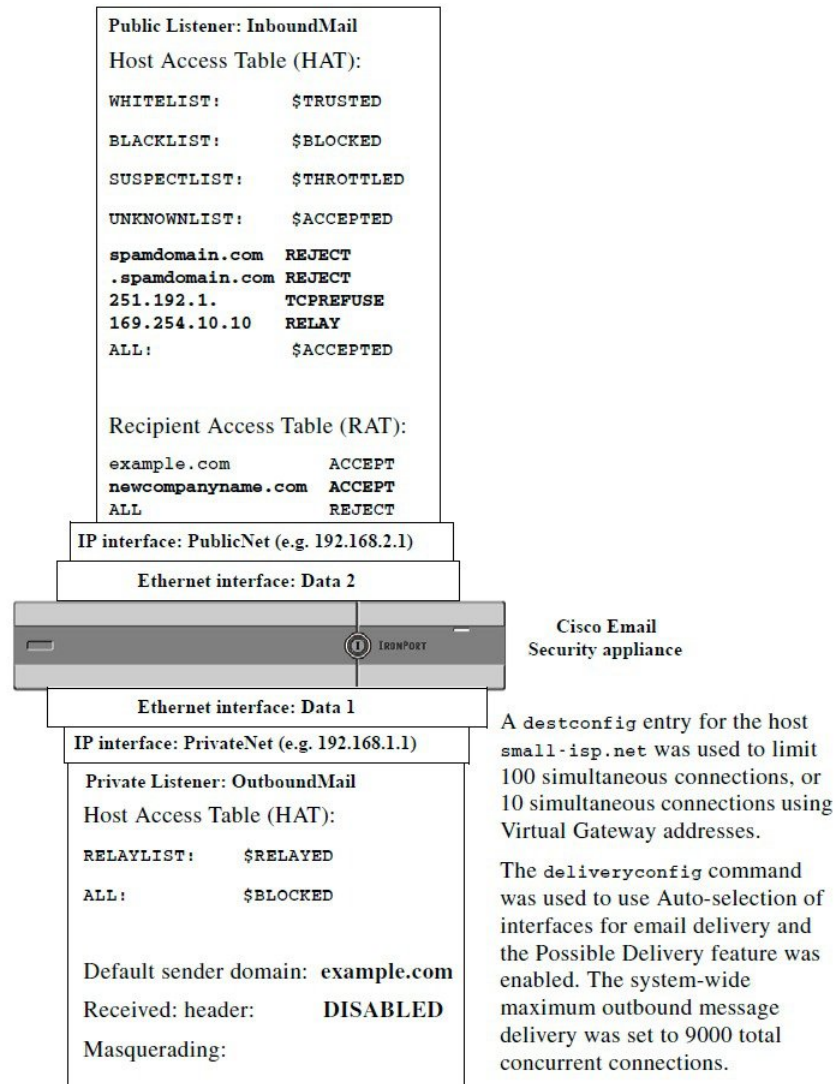 Public Listener: InboundMail
Host Access Table (HAT):
WHITELIST: $TRUSTED
BLACKLIST: $BLOCKED
SUSPECTLIST: $THROTTLED
UNKNOWNLIST: $ACCEPTED
spamdomain.com REJECT
.spamdomain.com REJECT
251.192.1. TCPREFUSE
169.254.10.10 RELAY
ALL: $ACCEPTED
Recipient Access Table (RAT):
example.com ACCEPT
newcompanyname.com ACCEPT
ALL REJECT
IP interface: PublicNet (e.g. 192.168.2.1)
Ethernet interface: Data 2
I IRONPORT
Cisco Email
Security appliance
Ethernet interface: Data 1
IP interface: PrivateNet (e.g. 192.168.1.1)
Private Listener: OutboundMail
Host Access Table (HAT):
RELAYLIST: $RELAYED
ALL: $BLOCKED
Default sender domain: example.com
Received: header: DISABLED
Masquerading:
A destconfig entry for the host
small-isp.net was used to limit
100 simultaneous connections, or
10 simultaneous connections using
Virtual Gateway addresses.
The deliveryconfig command
was used to use Auto-selection of
interfaces for email delivery and
the Possible Delivery feature was
enabled. The system-wide
maximum outbound message
delivery was set to 9000 total
concurrent connections.